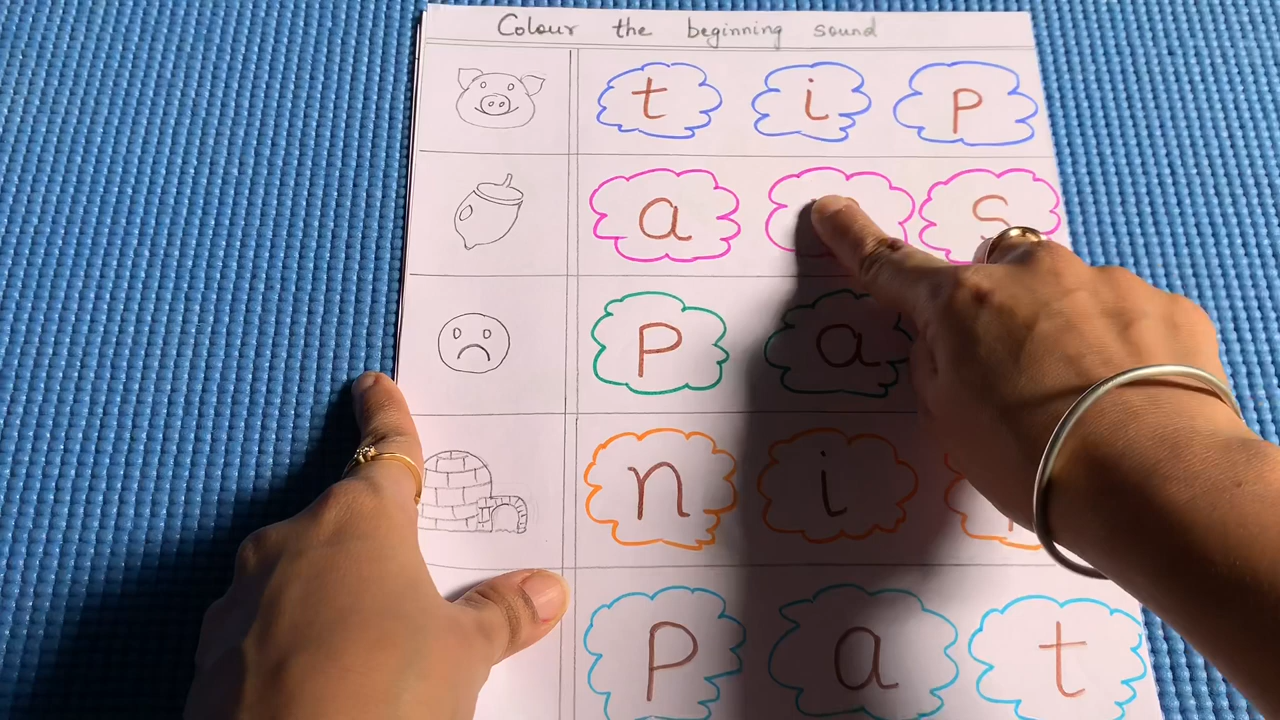 Colour the beginning sound
t i p
a s
p a
n i
p a t